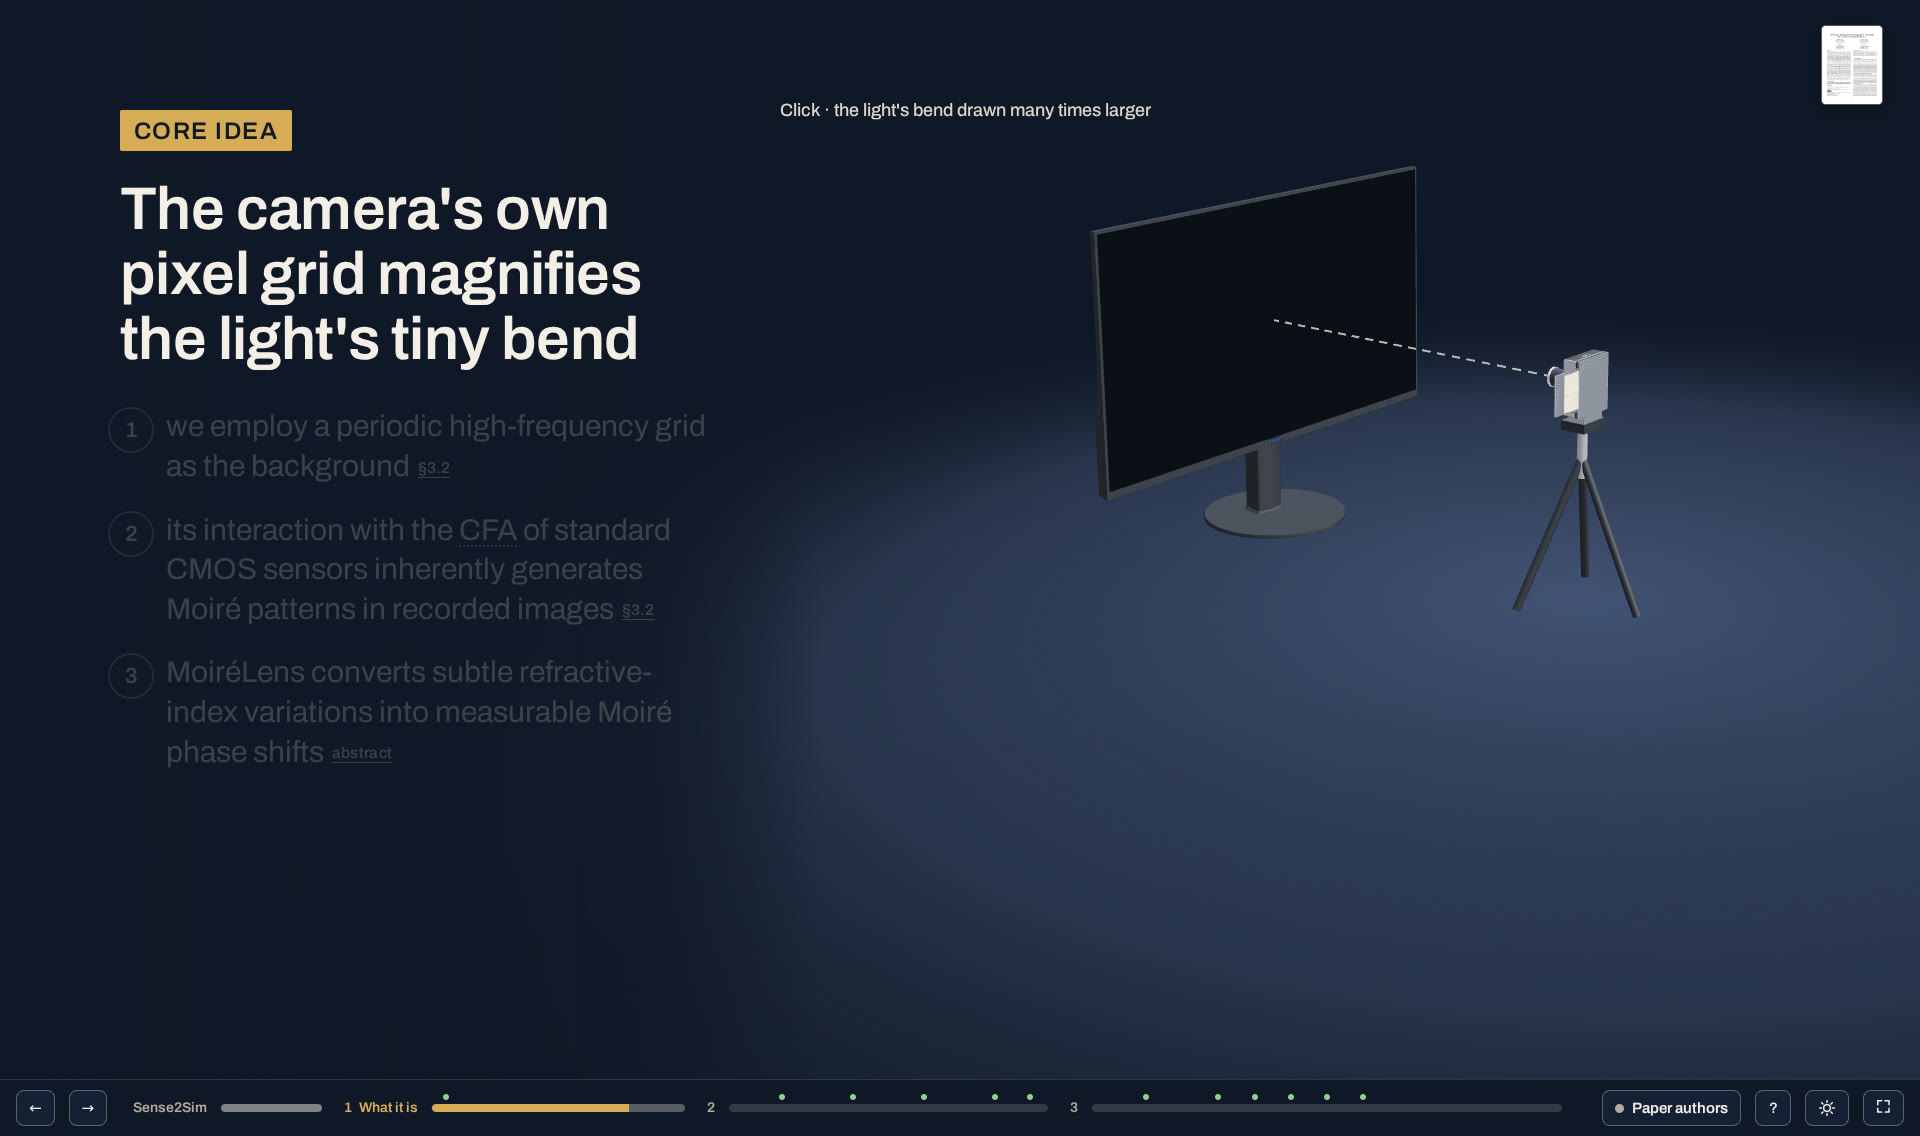 Click · the light's bend drawn many times larger
CORE IDEA
The camera's own
pixel grid magnifies
the light's tiny bend
1 we employ a periodic high-frequency grid
as the background §3.2
2 its interaction with the CFA of standard
CMOS sensors inherently generates
Moiré patterns in recorded images §3.2
3 MoiréLens converts subtle refractive-
index variations into measurable Moiré
phase shifts abstract
← → Sense2Sim 1 What it is 2 3 Paper authors ?